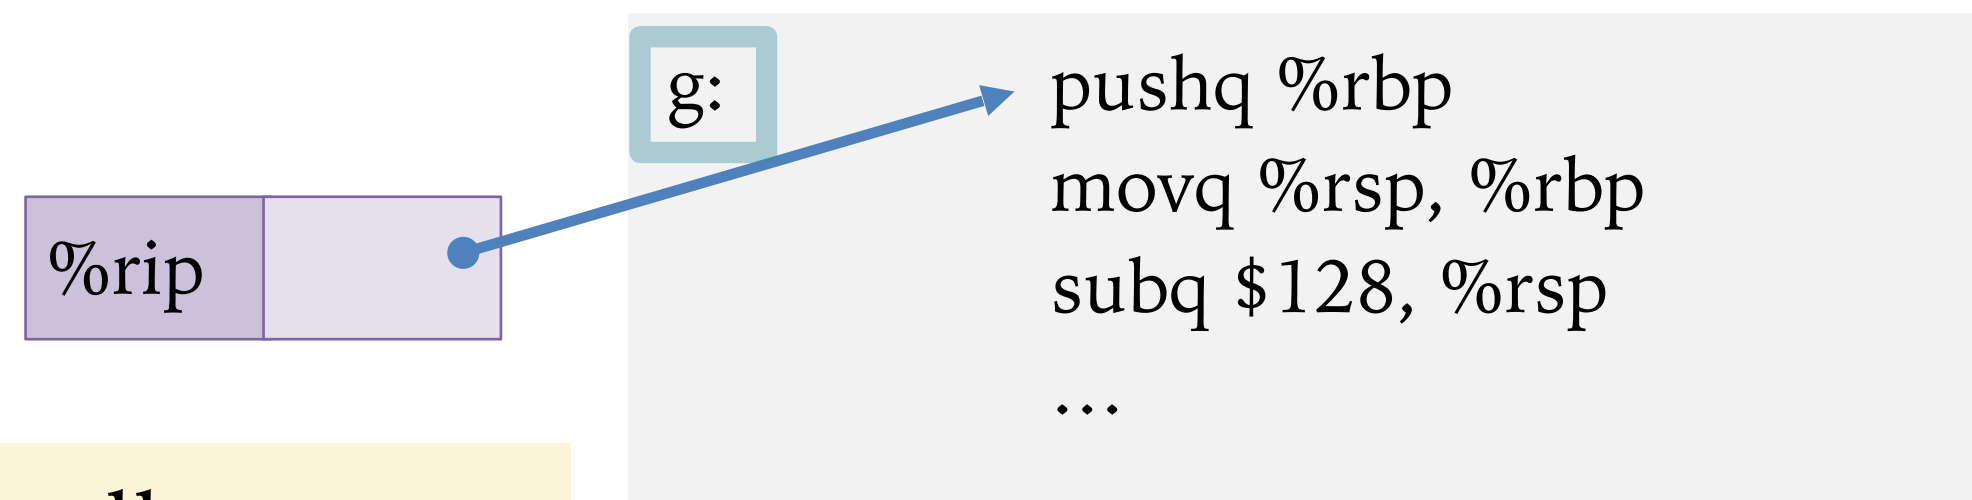 g: pushq %rbp
movq %rsp, %rbp
%rip
subq $128, %rsp
...